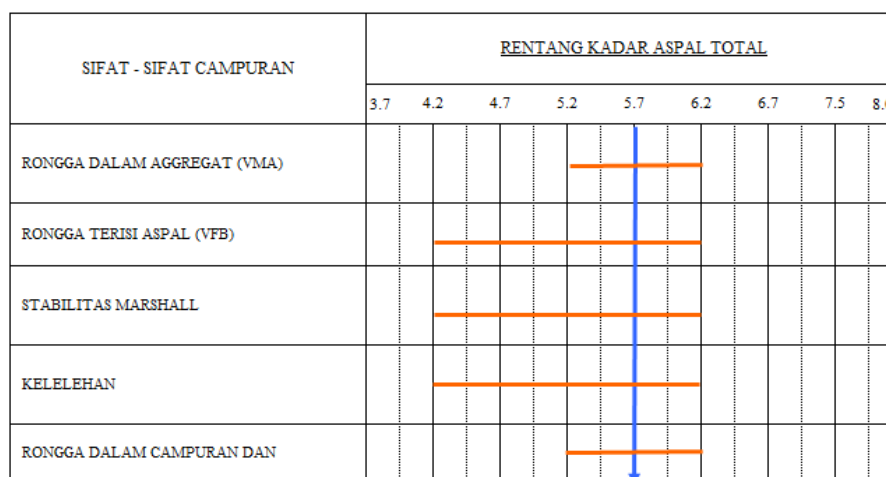 SIFAT - SIFAT CAMPURAN
RENTANG KADAR ASPAL TOTAL
3.7 4.2 4.7 5.2 5.7 6.2 6.7 7.5
RONGGA DALAM AGGREGAT (VMA)
RONGGA TERISI ASPAL (VFB)
STABILITAS MARSHALL
KELELEHAN
RONGGA DALAM CAMPURAN DAN